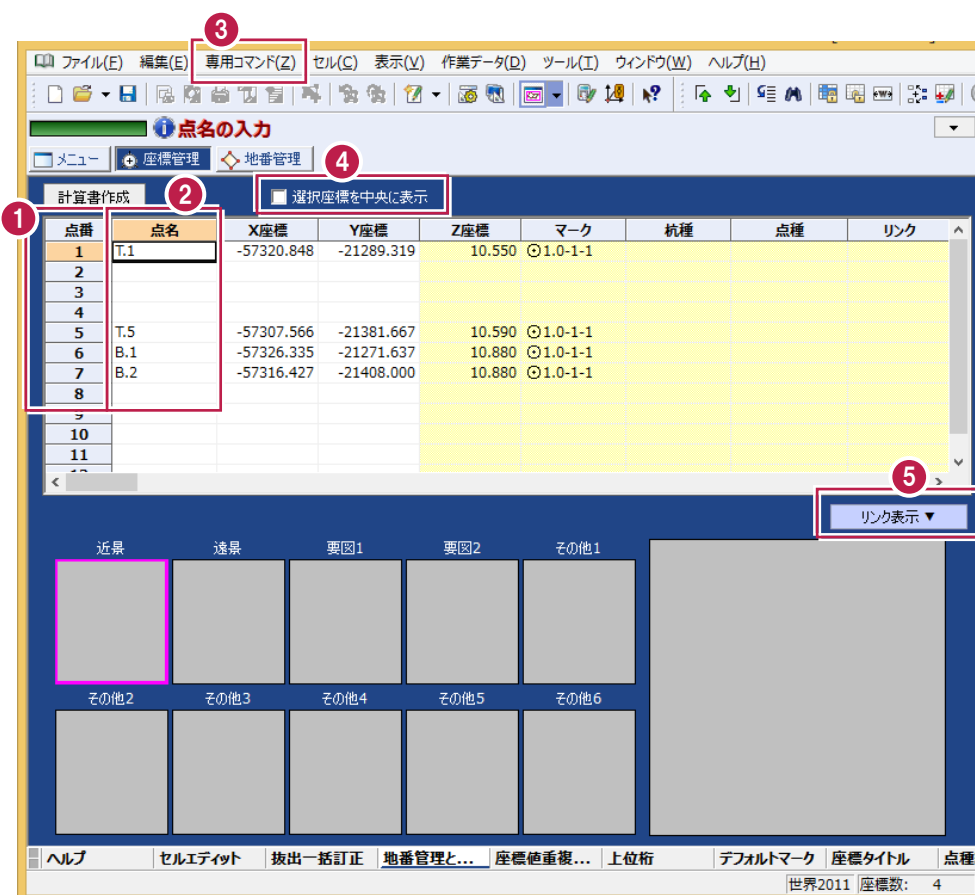 3
ファイル(F) 編集(E) 専用コマンド(Z) セル(C) 表示(V) 作業データ(D) ツール(T) ウィンドウ(W) ヘルプ(H)
点名の入力
メニュー 座標管理 地番管理
4
計算書作成 2 選択座標を中央に表示
1
点番 点名 X座標 Y座標 Z座標 マーク 杭種 点種 リンク
1 T.1 -57320.848 -21289.319 10.550 ⊙1.0-1-1
2
3
4
5 T.5 -57307.566 -21381.667 10.590 ⊙1.0-1-1
6 B.1 -57326.335 -21271.637 10.880 ⊙1.0-1-1
7 B.2 -57316.427 -21408.000 10.880 ⊙1.0-1-1
8
9
10
11
5
リンク表示 ▼
近景 遠景 要図1 要図2 その他1
その他2 その他3 その他4 その他5 その他6
ヘルプ セルエディット 抜出一括訂正 地番管理と... 座標値重複... 上位桁 デフォルトマーク 座標タイトル 点種
世界2011 座標数: 4